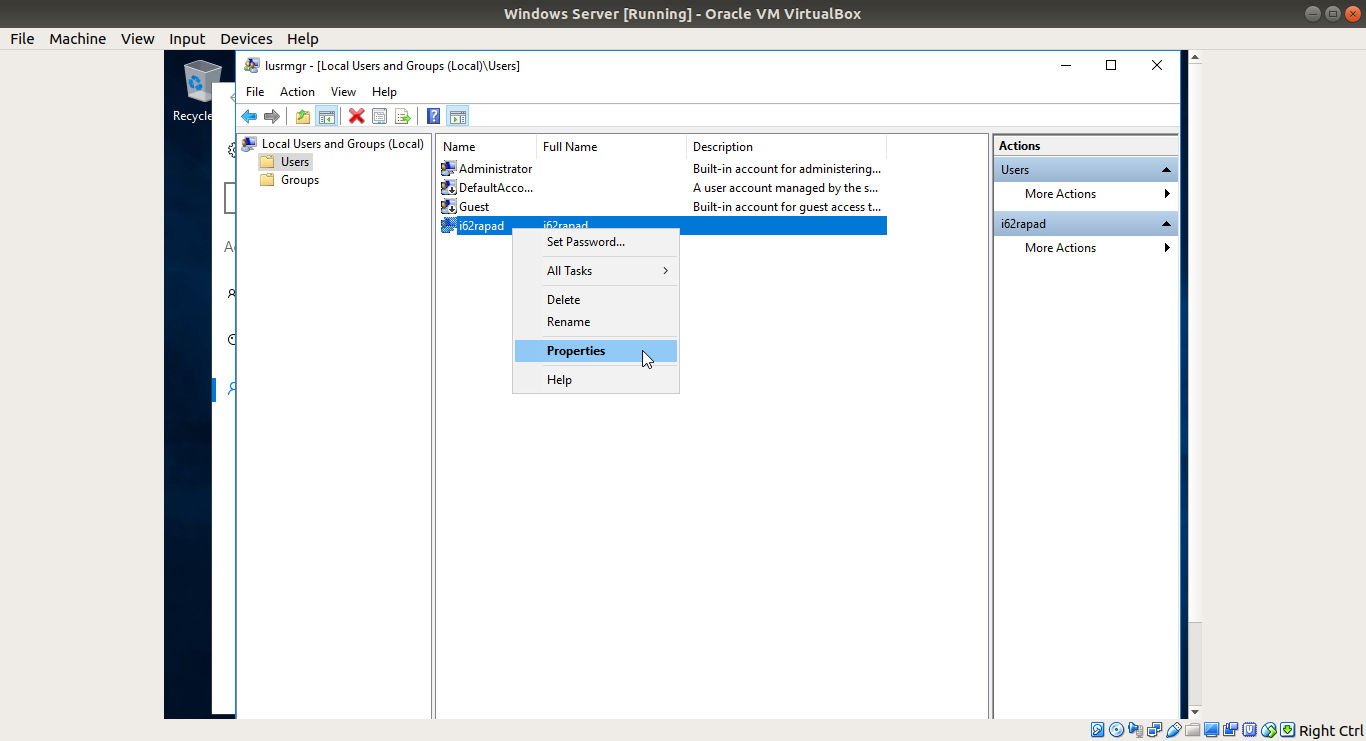 Windows Server [Running] - Oracle VM VirtualBox
File Machine View Input Devices Help
Recycle
lusrmgr - [Local Users and Groups (Local)\Users]
File Action View Help
Local Users and Groups (Local)
Users
Groups
Name Full Name Description
Administrator Built-in account for administering...
DefaultAcco... A user account managed by the s...
Guest Built-in account for guest access t...
i62rapad i62rapad
Set Password...
All Tasks
Delete
Rename
Properties
Help
Actions
Users
More Actions
i62rapad
More Actions
Right Ctrl